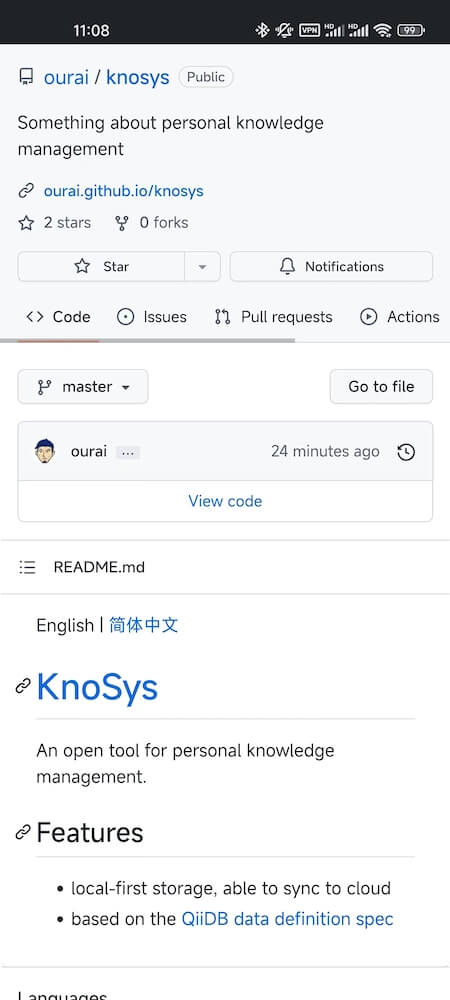 11:08 VPN HD HD 99
ourai / knosys Public
Something about personal knowledge
management
ourai.github.io/knosys
2 stars 0 forks
Star Notifications
Code Issues Pull requests Actions
master Go to file
ourai ... 24 minutes ago
View code
README.md
English | 简体中文
KnoSys
An open tool for personal knowledge
management.
Features
• local-first storage, able to sync to cloud
• based on the QiiDB data definition spec
Languages